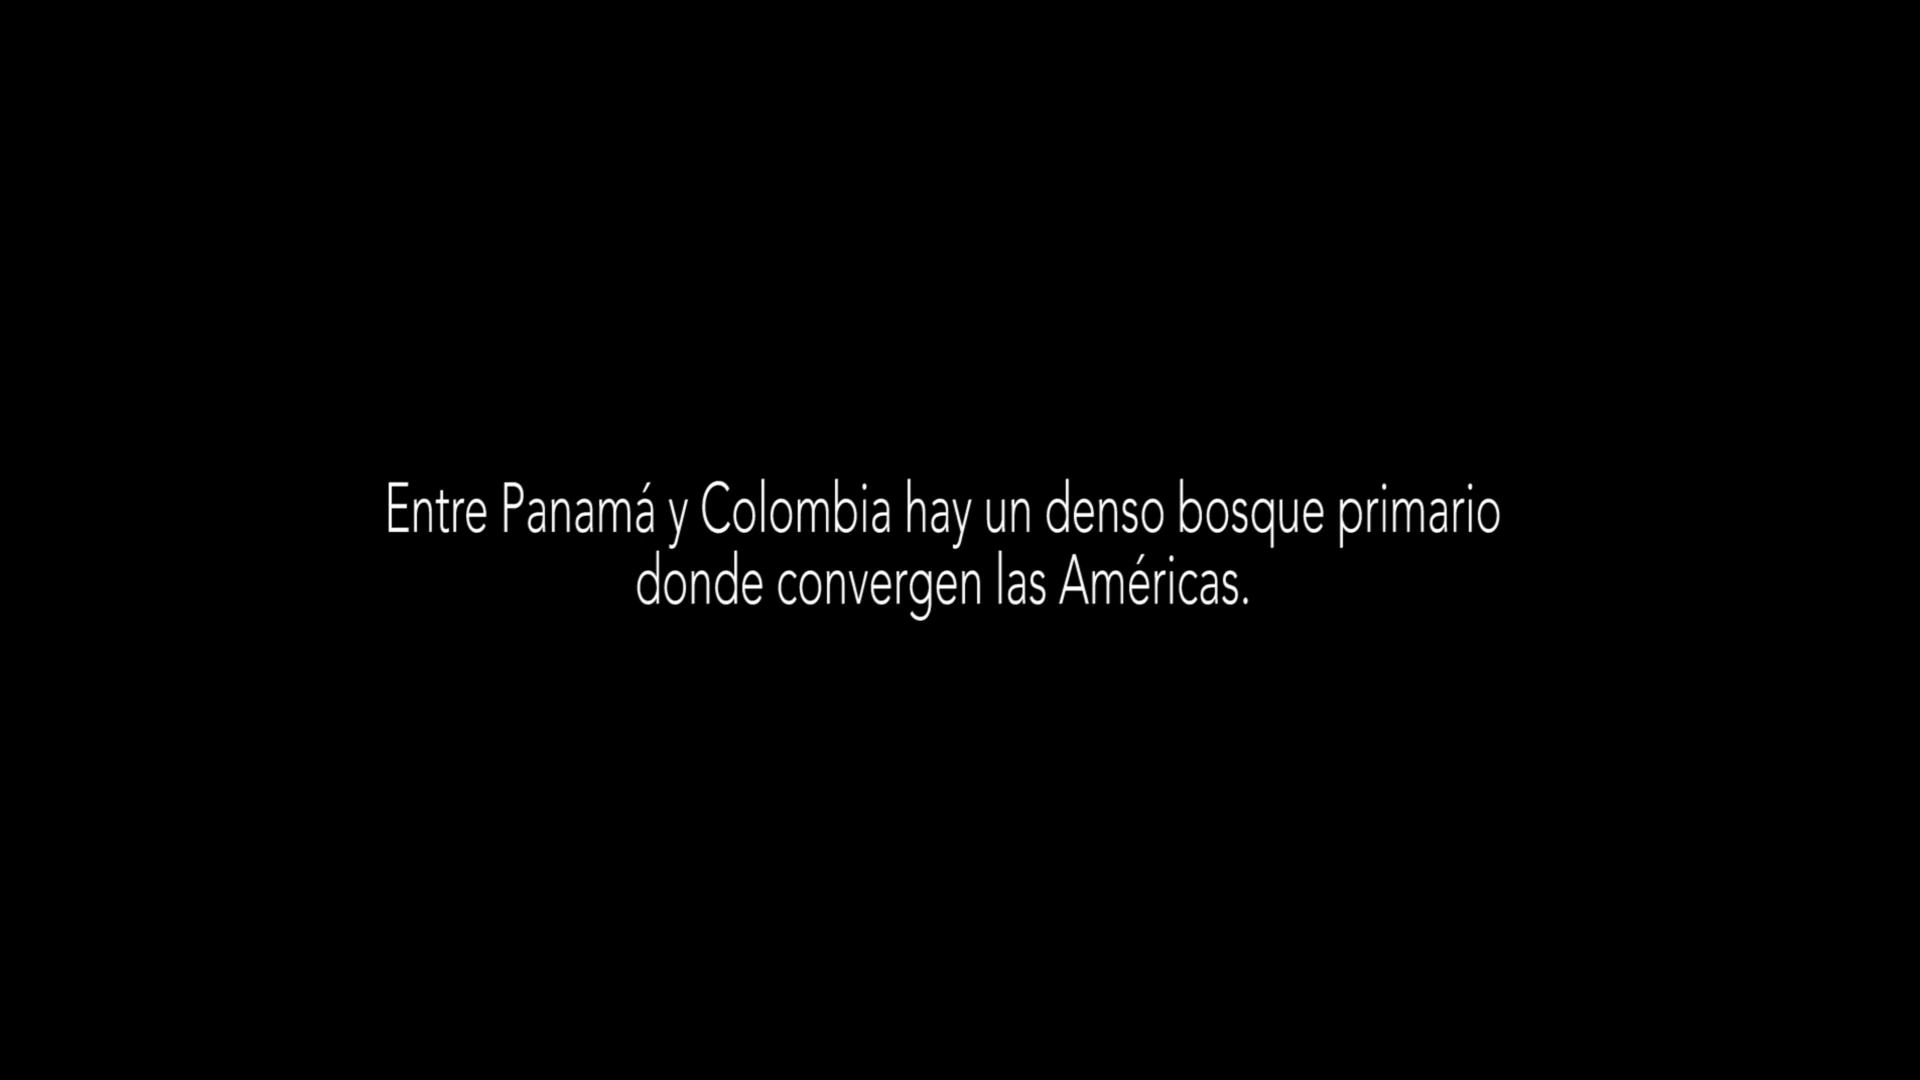 Entre Panamá y Colombia hay un denso bosque primario
donde convergen las Américas.